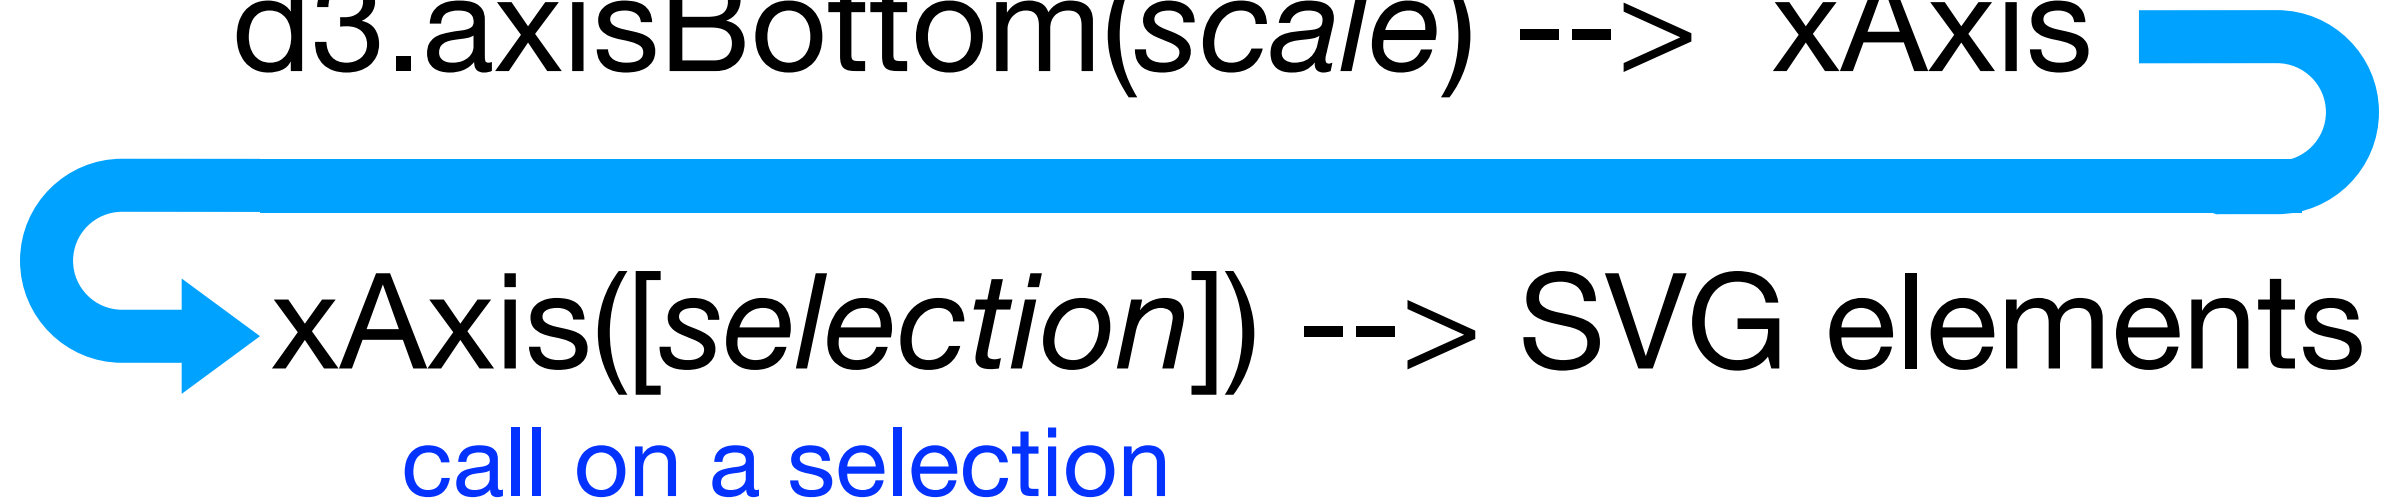 d3.axisBottom(scale) --> xAxis
xAxis([selection]) --> SVG elements
call on a selection